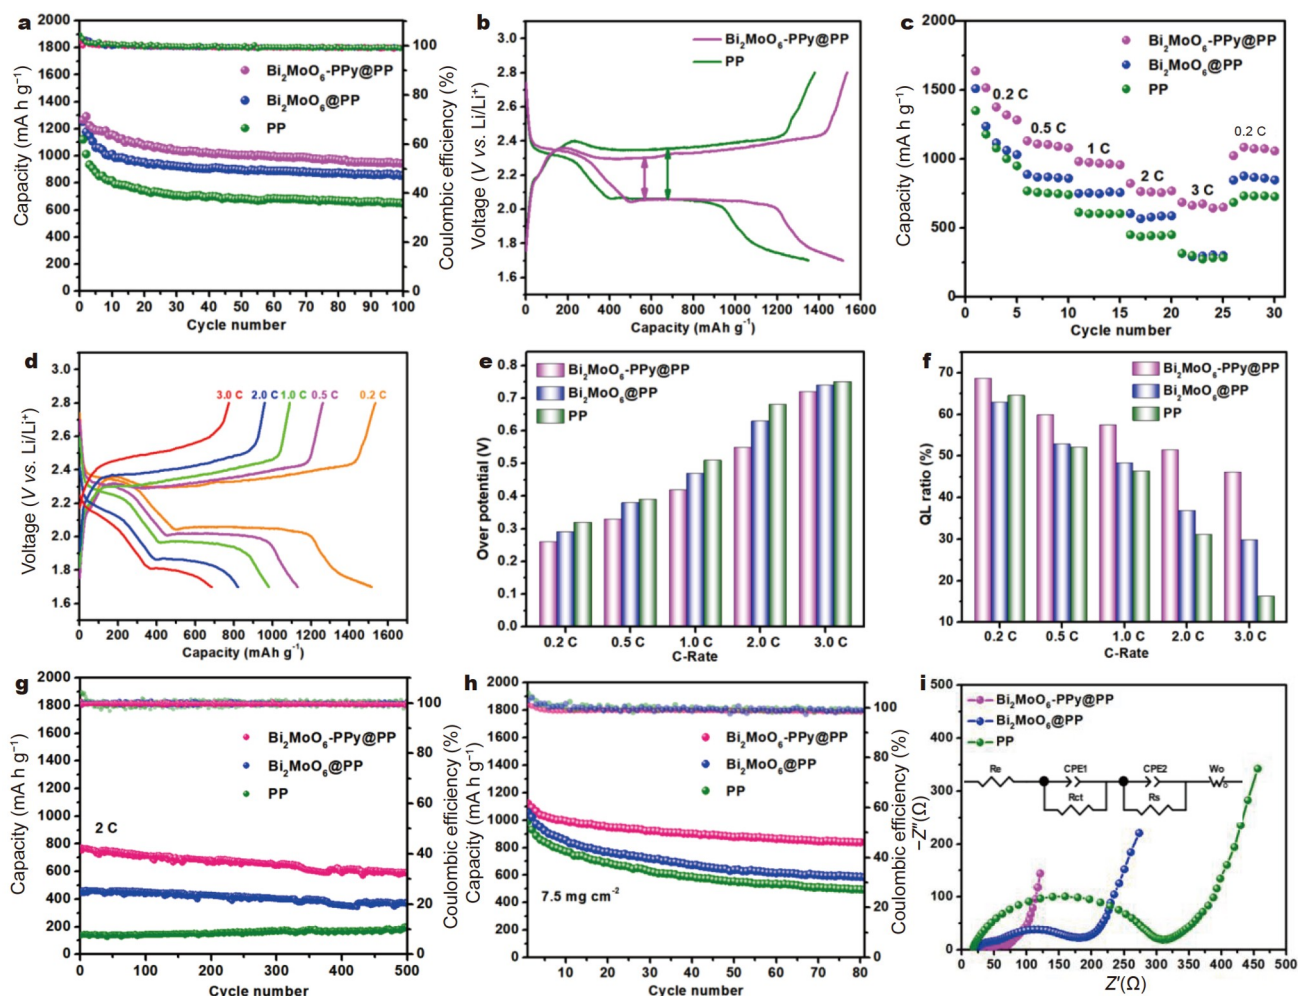 a
2000
1800
1600
1400
1200
1000
800
600
400
200
0
Capacity (mA h g⁻¹)
100
80
60
40
20
0
Coulombic efficiency (%)
Bi₂MoO₆-PPy@PP
Bi₂MoO₆@PP
PP
0 10 20 30 40 50 60 70 80 90 100
Cycle number
b
3.0
2.8
2.6
2.4
2.2
2.0
1.8
1.6
Voltage (V vs. Li/Li⁺)
Bi₂MoO₆-PPy@PP
PP
0 200 400 600 800 1000 1200 1400 1600
Capacity (mAh g⁻¹)
c
2000
1500
1000
500
0
Capacity (mA h g⁻¹)
Bi₂MoO₆-PPy@PP
Bi₂MoO₆@PP
PP
0.2 C
0.5 C
1 C
2 C
3 C
0.2 C
0 5 10 15 20 25 30
Cycle number
d
3.0
2.8
2.6
2.4
2.2
2.0
1.8
1.6
Voltage (V vs. Li/Li⁺)
3.0 C 2.0 C 1.0 C 0.5 C 0.2 C
0 200 400 600 800 1000 1200 1400 1600
Capacity (mAh g⁻¹)
e
0.8
0.7
0.6
0.5
0.4
0.3
0.2
0.1
0.0
Over potential (V)
Bi₂MoO₆-PPy@PP
Bi₂MoO₆@PP
PP
0.2 C 0.5 C 1.0 C 2.0 C 3.0 C
C-Rate
f
70
60
50
40
30
20
10
QL ratio (%)
Bi₂MoO₆-PPy@PP
Bi₂MoO₆@PP
PP
0.2 C 0.5 C 1.0 C 2.0 C 3.0 C
C-Rate
g
2000
1800
1600
1400
1200
1000
800
600
400
200
0
Capacity (mA h g⁻¹)
100
80
60
40
20
0
Coulombic efficiency (%)
Bi₂MoO₆-PPy@PP
Bi₂MoO₆@PP
PP
2 C
0 100 200 300 400 500
Cycle number
h
2000
1800
1600
1400
1200
1000
800
600
400
200
0
Capacity (mA h g⁻¹)
100
80
60
40
20
0
Coulombic efficiency (%)
Bi₂MoO₆-PPy@PP
Bi₂MoO₆@PP
PP
7.5 mg cm⁻²
10 20 30 40 50 60 70 80
Cycle number
i
500
400
300
200
100
0
−Z″(Ω)
Bi₂MoO₆-PPy@PP
Bi₂MoO₆@PP
PP
Re CPE1 CPE2 Wo
Rct Rs
0 50 100 150 200 250 300 350 400 450 500
Z′(Ω)